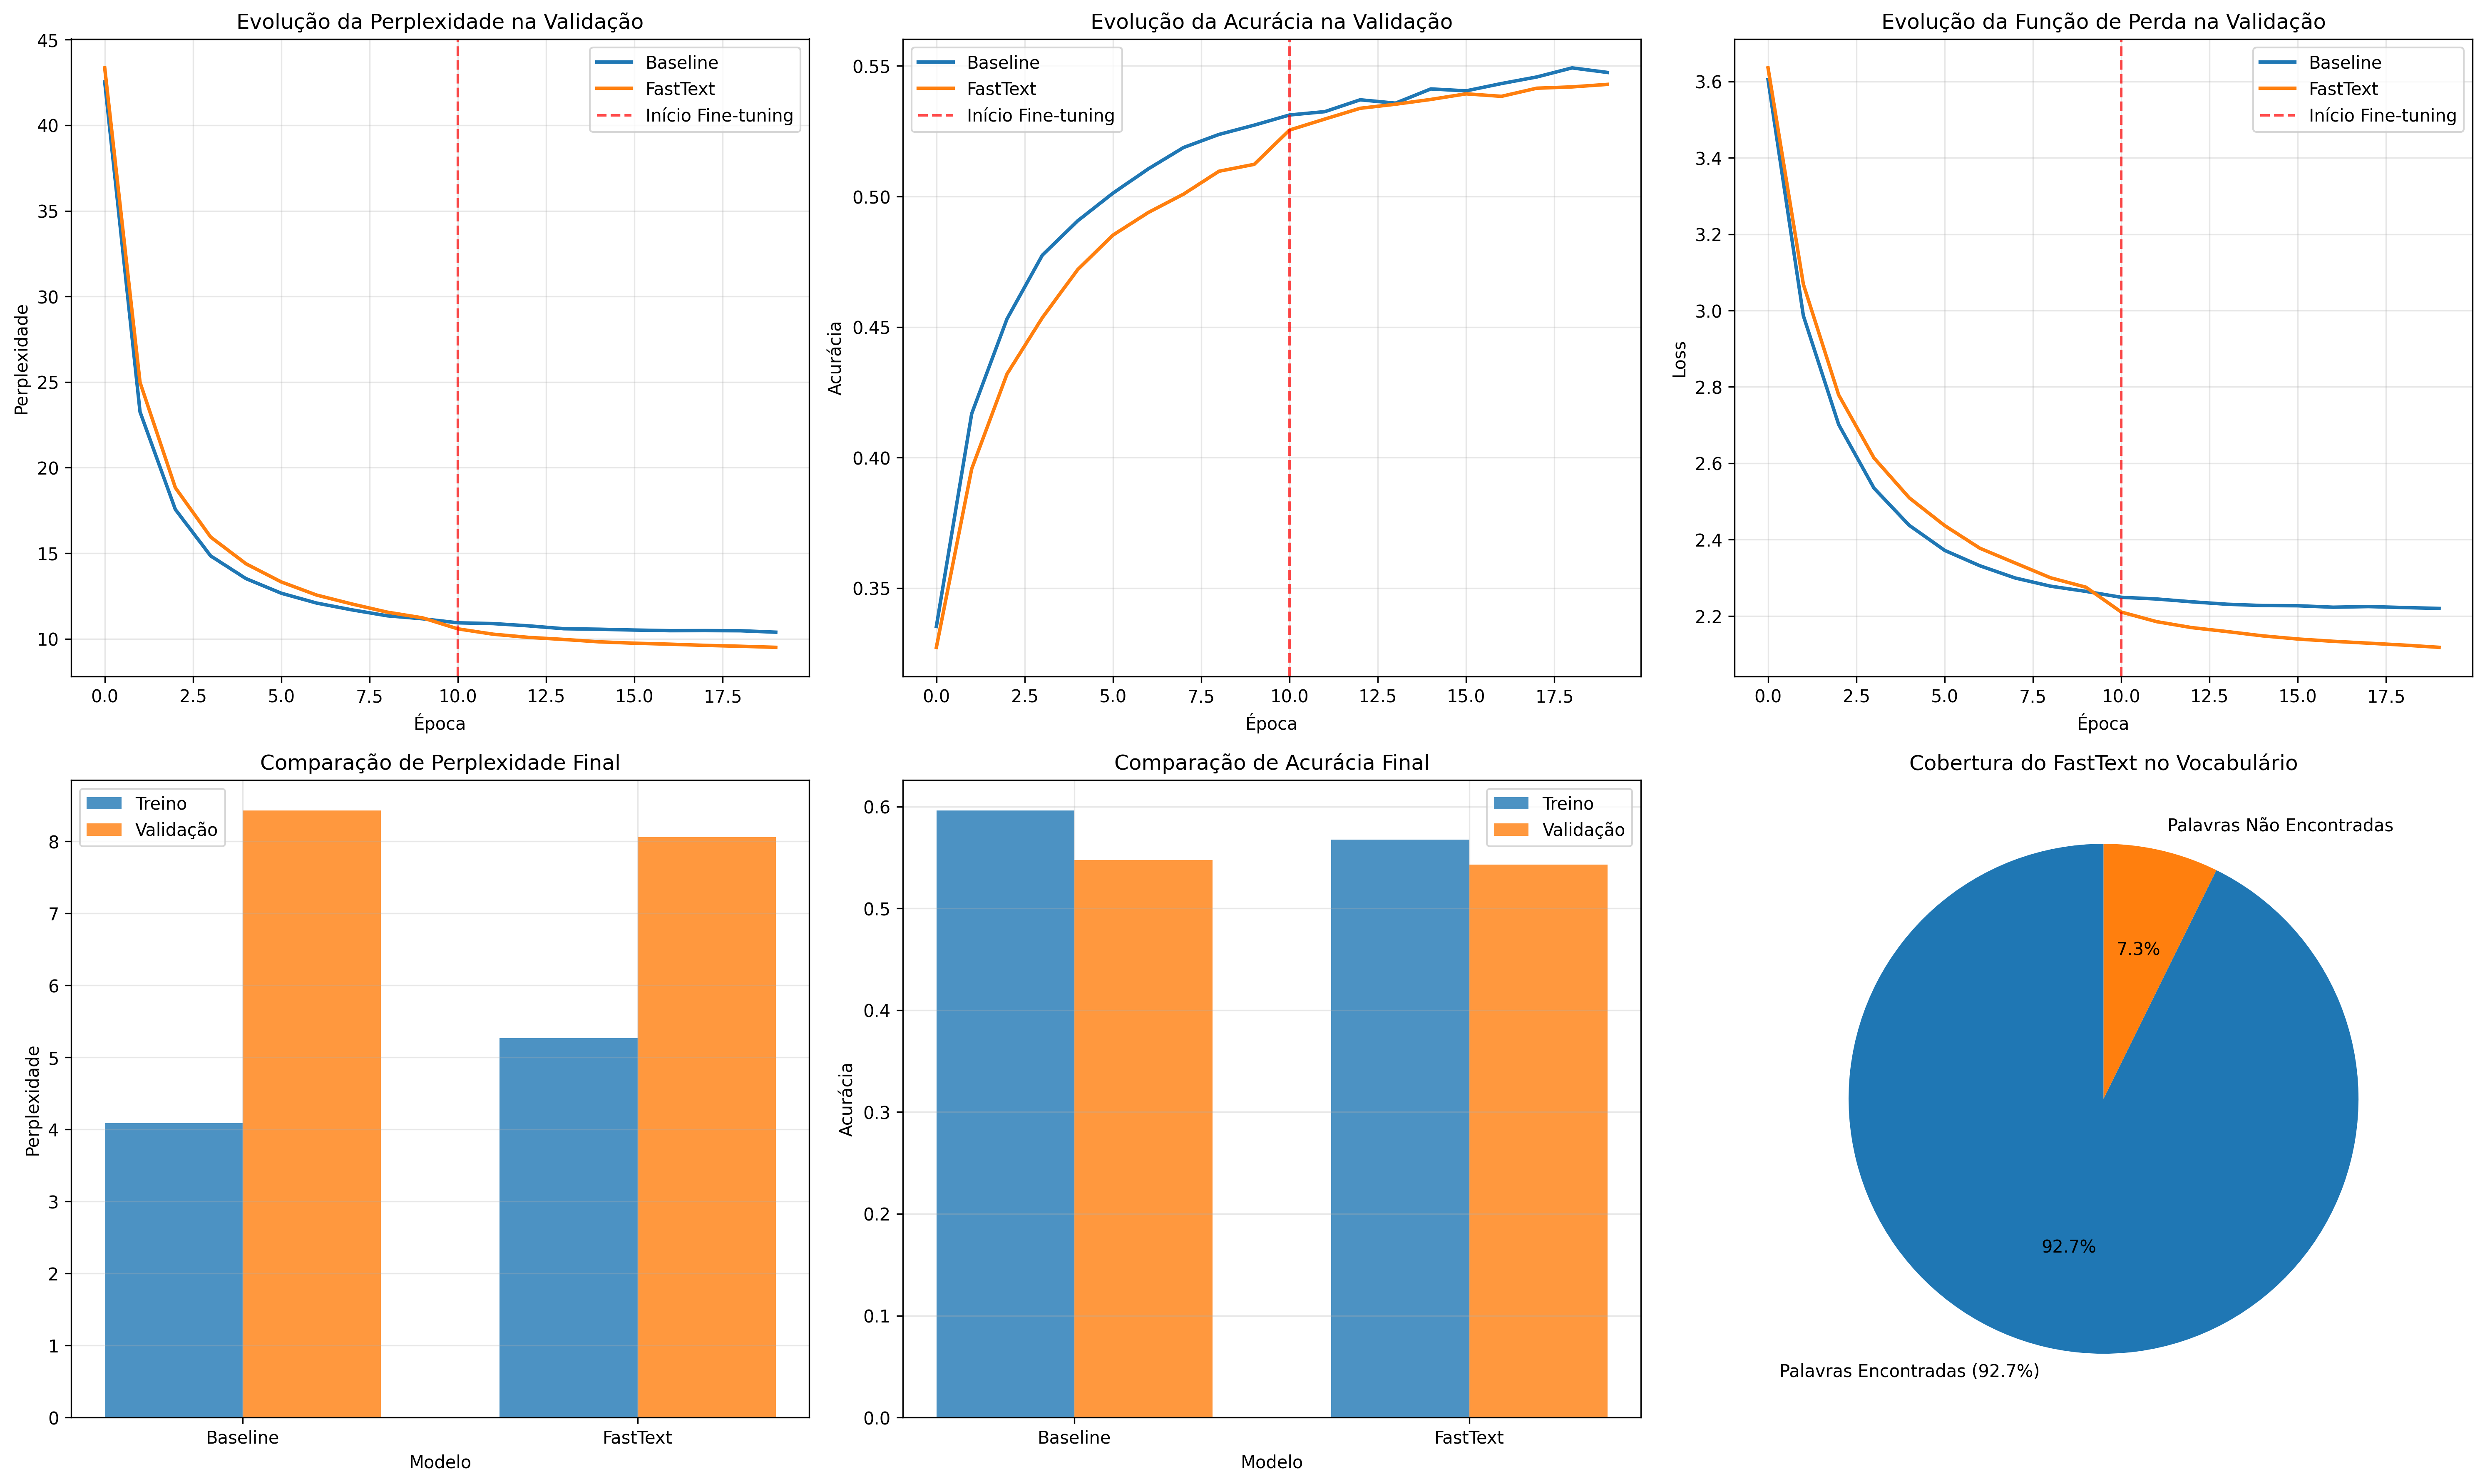 Evolução da Perplexidade na Validação
45
40
35
30
25
20
15
10
Perplexidade
0.0 2.5 5.0 7.5 10.0 12.5 15.0 17.5
Época
Baseline
FastText
Início Fine-tuning
Evolução da Acurácia na Validação
0.55
0.50
0.45
0.40
0.35
Acurácia
0.0 2.5 5.0 7.5 10.0 12.5 15.0 17.5
Época
Baseline
FastText
Início Fine-tuning
Evolução da Função de Perda na Validação
3.6
3.4
3.2
3.0
2.8
2.6
2.4
2.2
Loss
0.0 2.5 5.0 7.5 10.0 12.5 15.0 17.5
Época
Baseline
FastText
Início Fine-tuning
Comparação de Perplexidade Final
Treino
Validação
8
7
6
5
4
3
2
1
0
Perplexidade
Baseline FastText
Modelo
Comparação de Acurácia Final
Treino
Validação
0.6
0.5
0.4
0.3
0.2
0.1
0.0
Acurácia
Baseline FastText
Modelo
Cobertura do FastText no Vocabulário
Palavras Não Encontradas
7.3%
92.7%
Palavras Encontradas (92.7%)